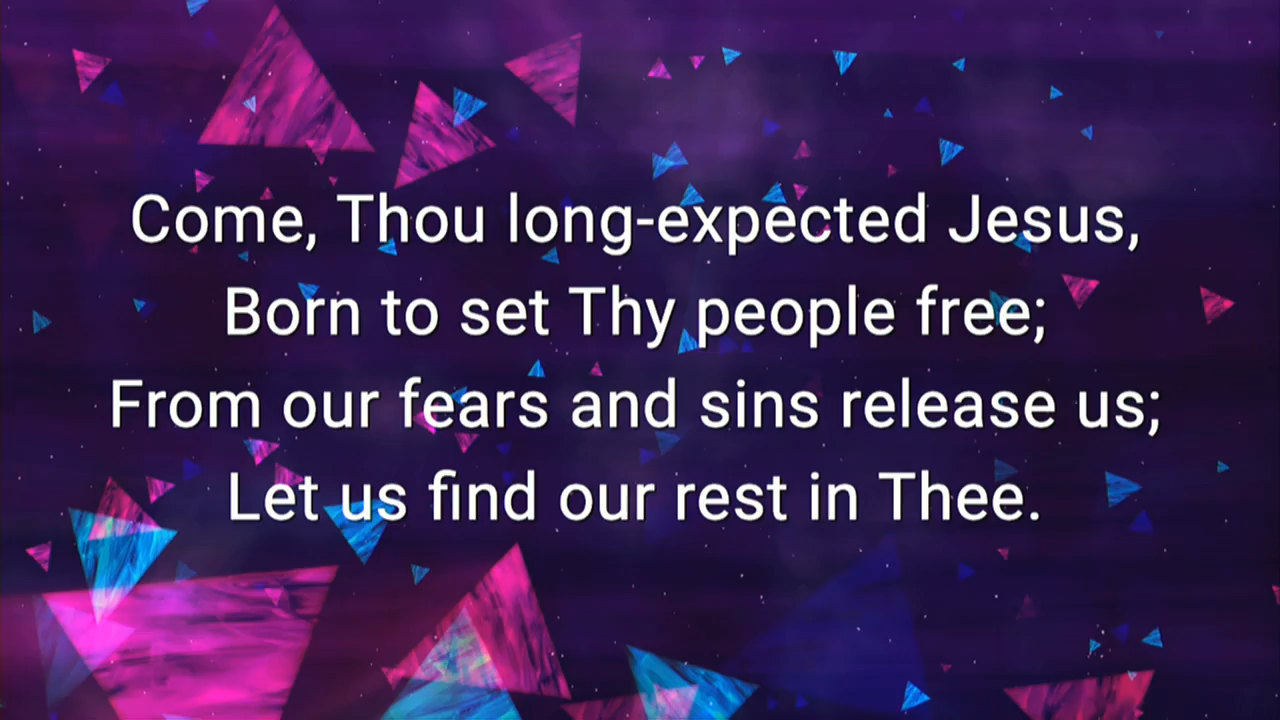 Come, Thou long-expected Jesus,
Born to set Thy people free;
From our fears and sins release us;
Let us find our rest in Thee.